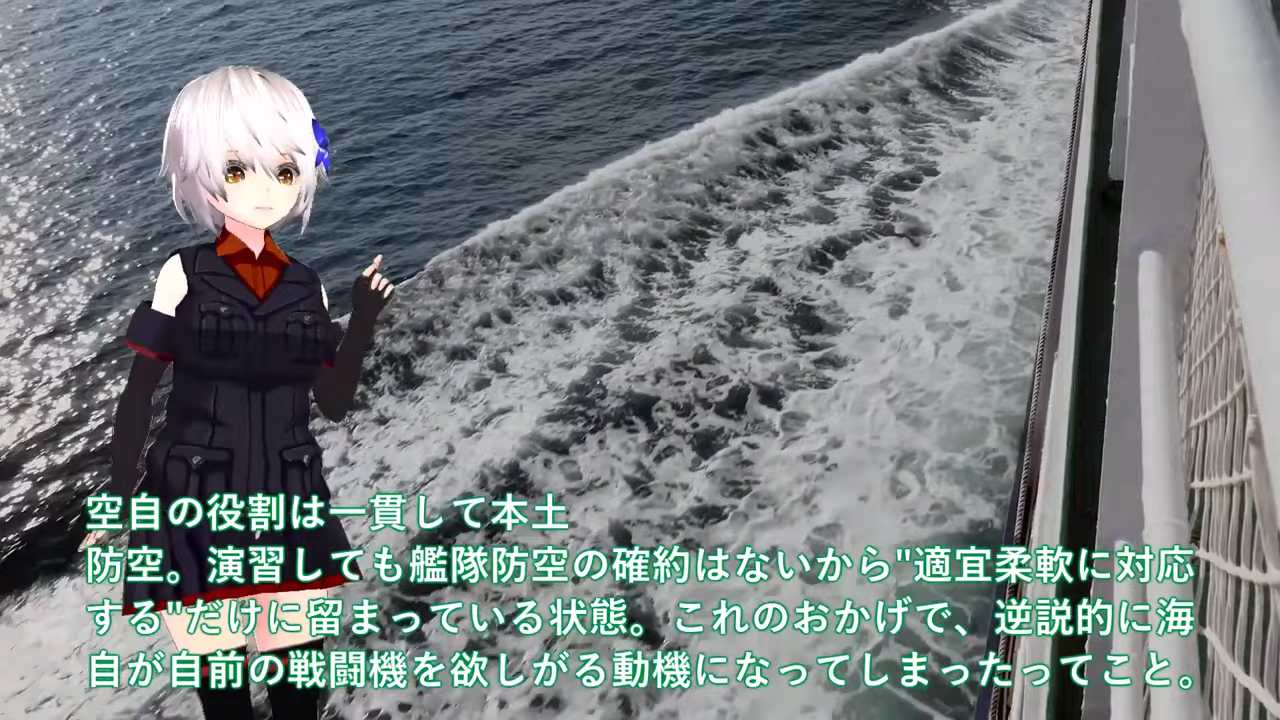 空自の役割は一貫して本土
防空。演習しても艦隊防空の確約はないから"適宜柔軟に対応
する"だけに留まっている状態。これのおかげで、逆説的に海
自が自前の戦闘機を欲しがる動機になってしまったってこと。